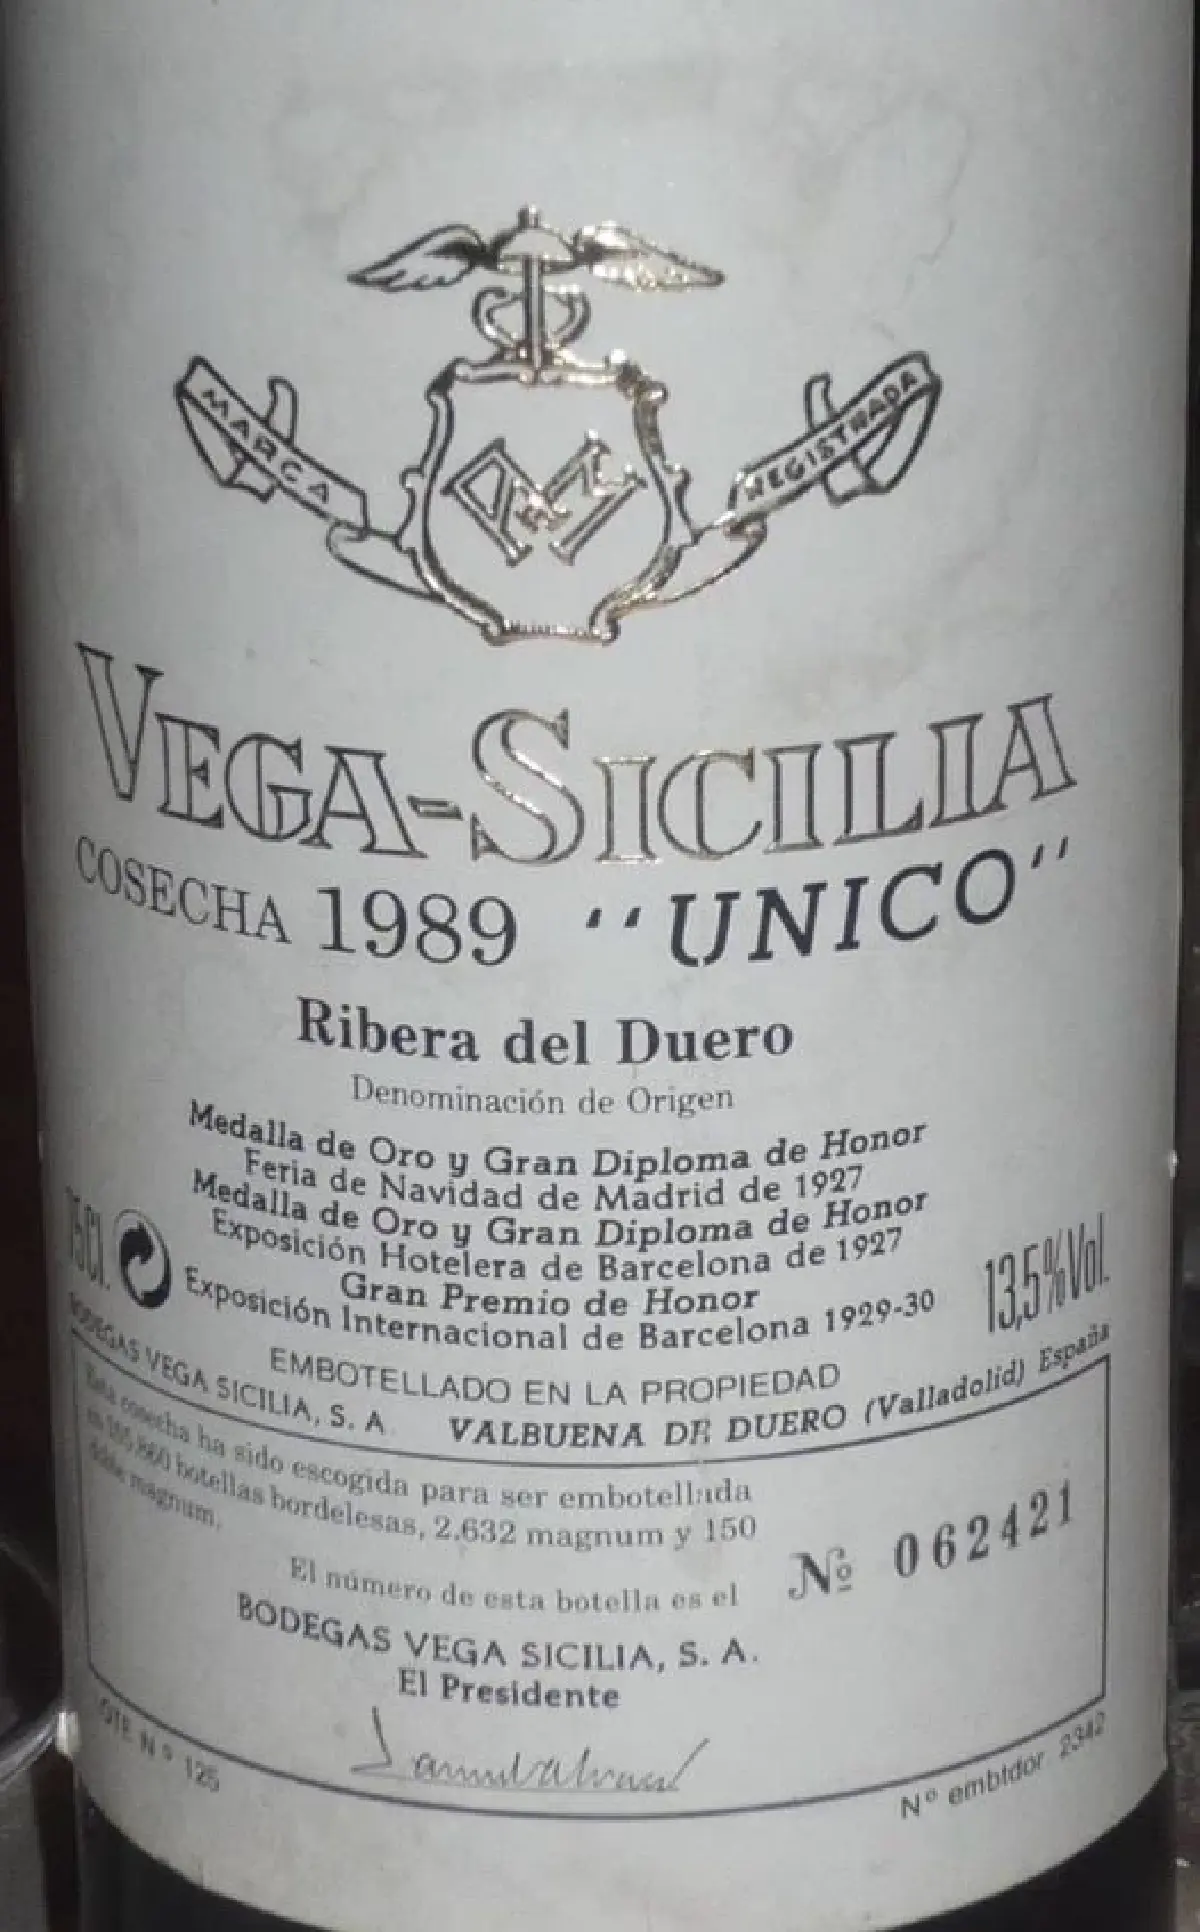 MARCA
REGISTRADA
VEGA-SICILIA
COSECHA 1989 "UNICO"
Ribera del Duero
Denominación de Origen
Medalla de Oro y Gran Diploma de Honor
Feria de Navidad de Madrid de 1927
Medalla de Oro y Gran Diploma de Honor
Exposición Hotelera de Barcelona de 1927
Gran Premio de Honor
Exposición Internacional de Barcelona 1929-30
75Cl.
13,5%Vol.
EMBOTELLADO EN LA PROPIEDAD
BODEGAS VEGA SICILIA, S. A. VALBUENA DE DUERO (Valladolid) España
Esta cosecha ha sido escogida para ser embotellada
en botellas bordelesas, 2.632 magnum y 150
doble magnum.
El número de esta botella es el Nº 062421
BODEGAS VEGA SICILIA, S. A.
El Presidente
LOTE Nº 125
Nº embtdor 2342